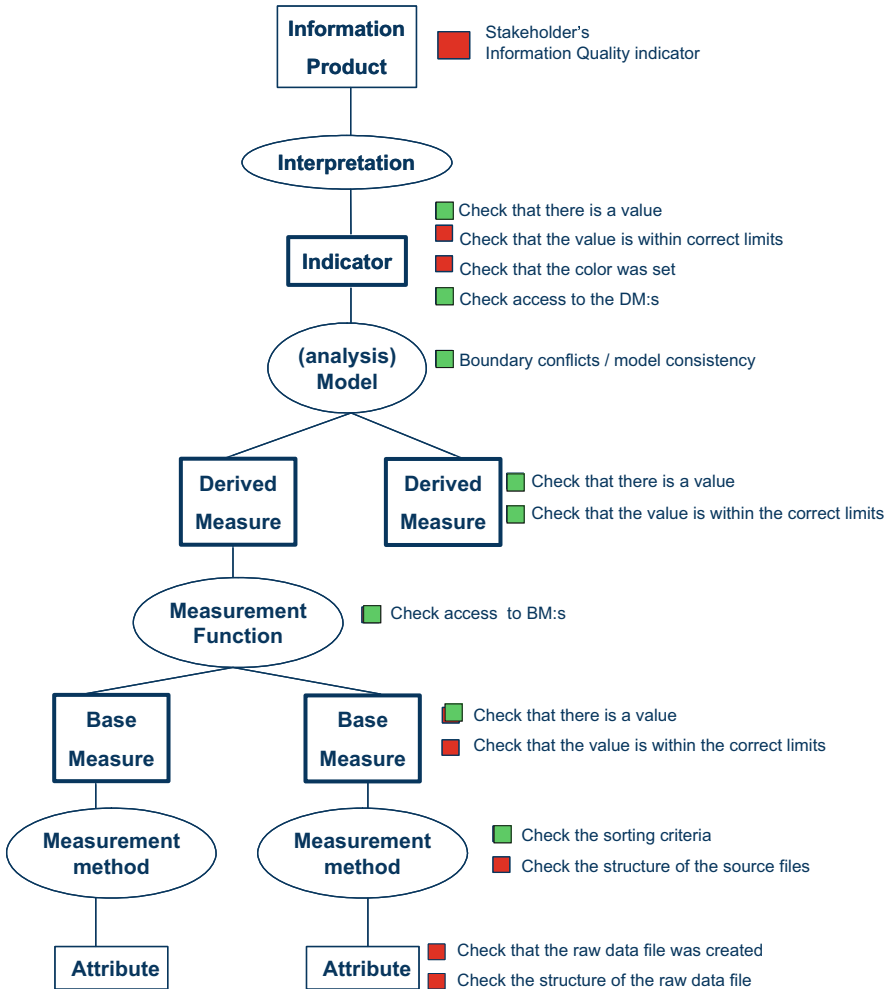 Information
Product
Stakeholder's
Information Quality indicator
Interpretation
Check that there is a value
Check that the value is within correct limits
Indicator
Check that the color was set
Check access to the DM:s
(analysis)
Model
Boundary conflicts / model consistency
Derived
Measure
Derived
Measure
Check that there is a value
Check that the value is within the correct limits
Measurement
Function
Check access to BM:s
Base
Measure
Base
Measure
Check that there is a value
Check that the value is within the correct limits
Measurement
method
Measurement
method
Check the sorting criteria
Check the structure of the source files
Attribute
Attribute
Check that the raw data file was created
Check the structure of the raw data file